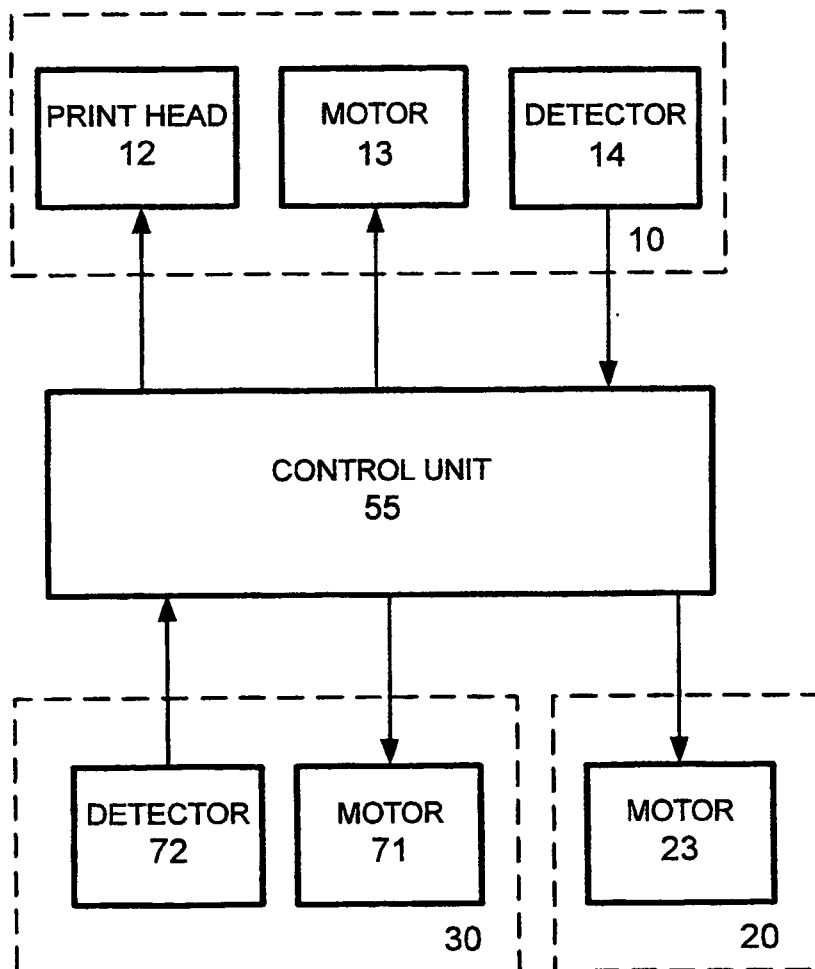 PRINT HEAD
12
MOTOR
13
DETECTOR
14
10
CONTROL UNIT
55
DETECTOR
72
MOTOR
71
30
MOTOR
23
20